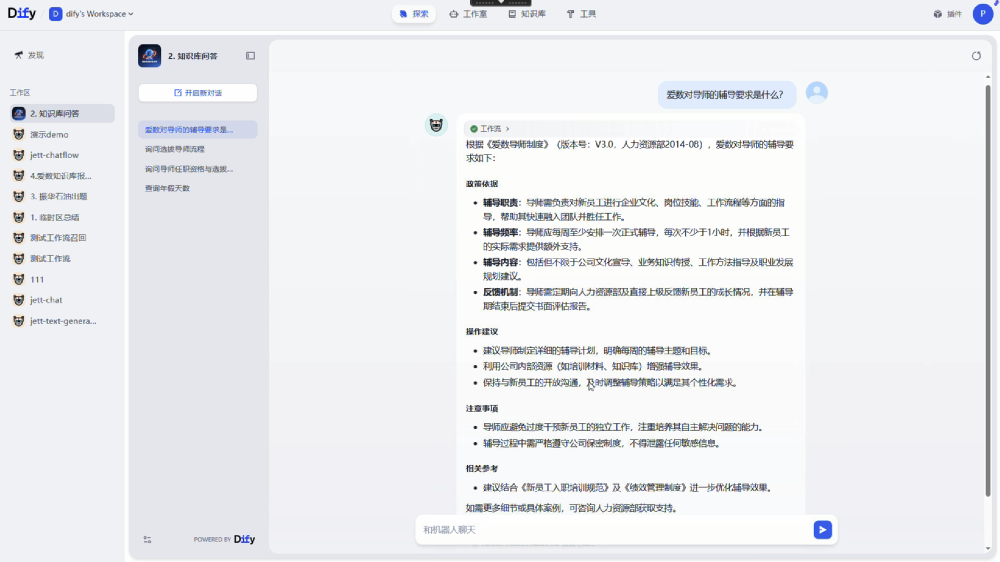 Dify
D dify's Workspace
探索
工作室
知识库
工具
插件
P
发现
工作区
2. 知识库问答
演示demo
jett-chatflow
4.爱数知识库报...
3. 振华石油出题
1. 临时区总结
测试工作流召回
测试工作流
111
jett-chat
jett-text-genera...
2. 知识库问答
开启新对话
爱数对导师的辅导要求是...
询问选拔导师流程
询问导师任职资格与选拔...
查询年假天数
POWERED BY Dify
爱数对导师的辅导要求是什么?
工作流
根据《爱数导师制度》（版本号：V3.0，人力资源部2014-08），爱数对导师的辅导要
求如下：
政策依据
辅导职责：导师需负责对新员工进行企业文化、岗位技能、工作流程等方面的指
导，帮助其快速融入团队并胜任工作。
辅导频率：导师应每周至少安排一次正式辅导，每次不少于1小时，并根据新员工
的实际需求提供额外支持。
辅导内容：包括但不限于公司文化宣导、业务知识传授、工作方法指导及职业发展
规划建议。
反馈机制：导师需定期向人力资源部及直接上级反馈新员工的成长情况，并在辅导
期结束后提交书面评估报告。
操作建议
建议导师制定详细的辅导计划，明确每周的辅导主题和目标。
利用公司内部资源（如培训材料、知识库）增强辅导效果。
保持与新员工的开放沟通，及时调整辅导策略以满足其个性化需求。
注意事项
导师应避免过度干预新员工的独立工作，注重培养其自主解决问题的能力。
辅导过程中需严格遵守公司保密制度，不得泄露任何敏感信息。
相关参考
建议结合《新员工入职培训规范》及《绩效管理制度》进一步优化辅导效果。
如需更多细节或具体案例，可咨询人力资源部获取支持。
和机器人聊天